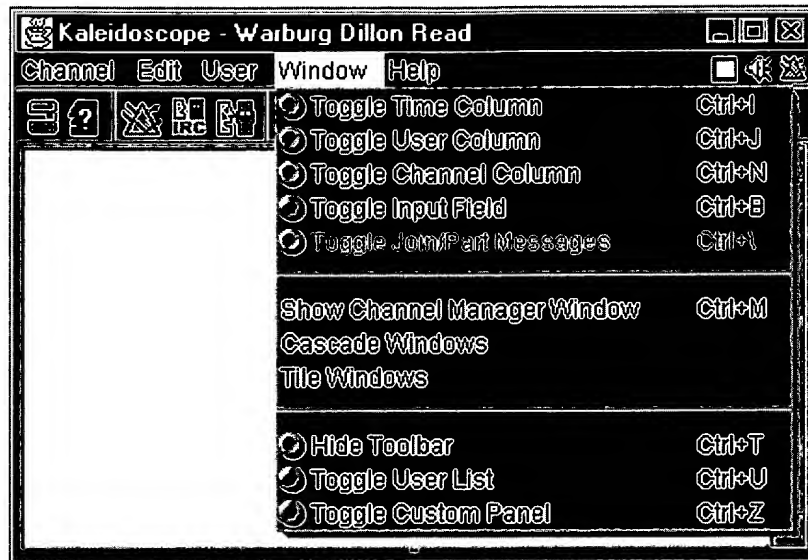 Kaleidoscope - Warburg Dillon Read
Channel Edit User Window Help
IRC
Toggle Time Column Ctrl+I
Toggle User Column Ctrl+J
Toggle Channel Column Ctrl+N
Toggle Input Field Ctrl+B
Toggle Join/Part Messages Ctrl+\
Show Channel Manager Window Ctrl+M
Cascade Windows
Tile Windows
Hide Toolbar Ctrl+T
Toggle User List Ctrl+U
Toggle Custom Panel Ctrl+Z